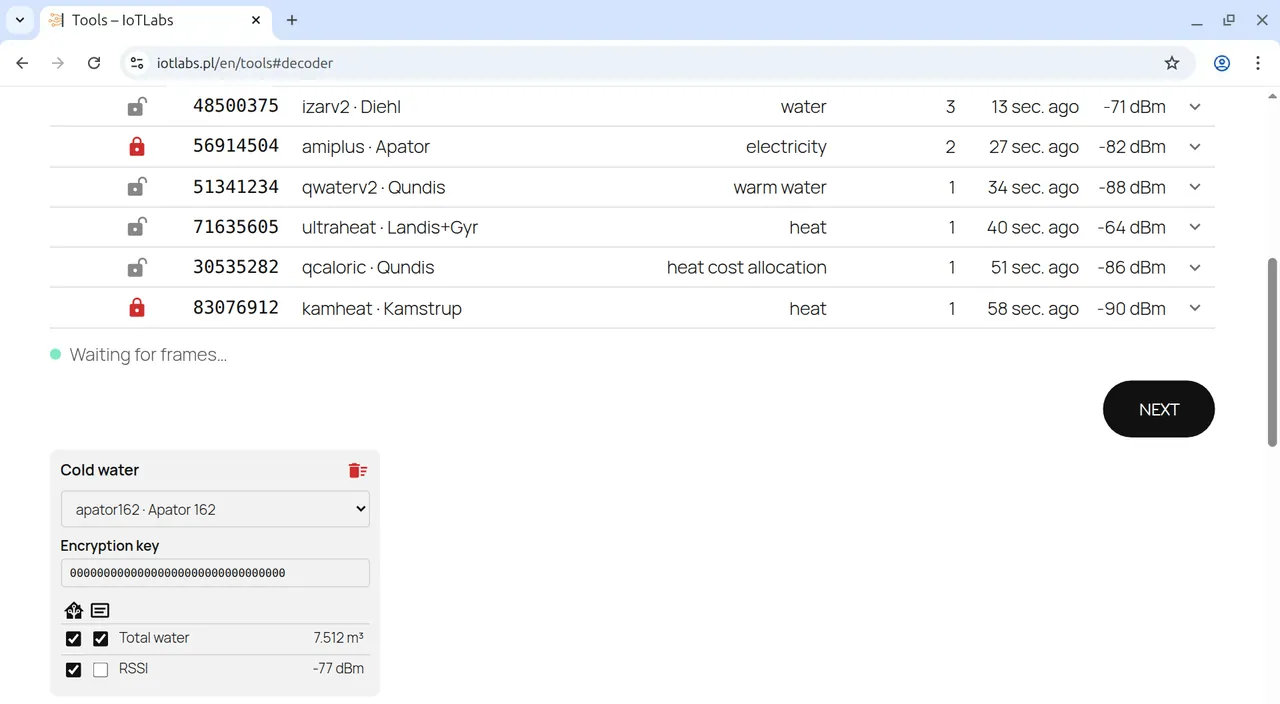 Tools – IoTLabs
iotlabs.pl/en/tools#decoder
48500375 izarv2 · Diehl water 3 13 sec. ago -71 dBm
56914504 amiplus · Apator electricity 2 27 sec. ago -82 dBm
51341234 qwaterv2 · Qundis warm water 1 34 sec. ago -88 dBm
71635605 ultraheat · Landis+Gyr heat 1 40 sec. ago -64 dBm
30535282 qcaloric · Qundis heat cost allocation 1 51 sec. ago -86 dBm
83076912 kamheat · Kamstrup heat 1 58 sec. ago -90 dBm
Waiting for frames...
NEXT
Cold water
apator162 · Apator 162
Encryption key
00000000000000000000000000000000
Total water 7.512 m³
RSSI -77 dBm